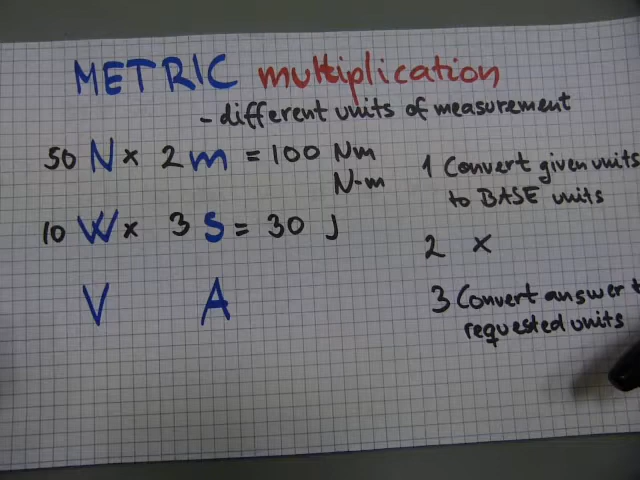 METRIC multiplication
- different units of measurement
50 N x 2 m = 100 Nm
N-m
10 W x 3 S = 30 J
V A
1 Convert given units
to BASE units
2 x
3 Convert answer t
requested units